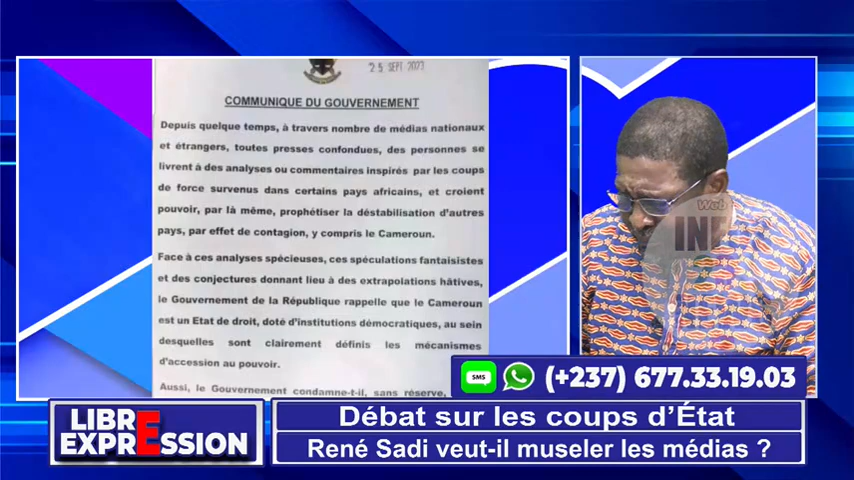 25 SEPT 2023
COMMUNIQUE DU GOUVERNEMENT
Depuis quelque temps, à travers nombre de médias nationaux
et étrangers, toutes presses confondues, des personnes se
livrent à des analyses ou commentaires inspirés par les coups
de force survenus dans certains pays africains, et croient
pouvoir, par là même, prophétiser la déstabilisation d'autres
pays, par effet de contagion, y compris le Cameroun.
Face à ces analyses spécieuses, ces spéculations fantaisistes
et des conjectures donnant lieu à des extrapolations hâtives,
le Gouvernement de la République rappelle que le Cameroun
est un Etat de droit, doté d'institutions démocratiques, au sein
desquelles sont clairement définis les mécanismes
d'accession au pouvoir.
Aussi, le Gouvernement condamne-t-il, sans réserve,
Web
INF
SMS
(+237) 677.33.19.03
LIBRE
EXPRESSION
Débat sur les coups d'État
René Sadi veut-il museler les médias ?